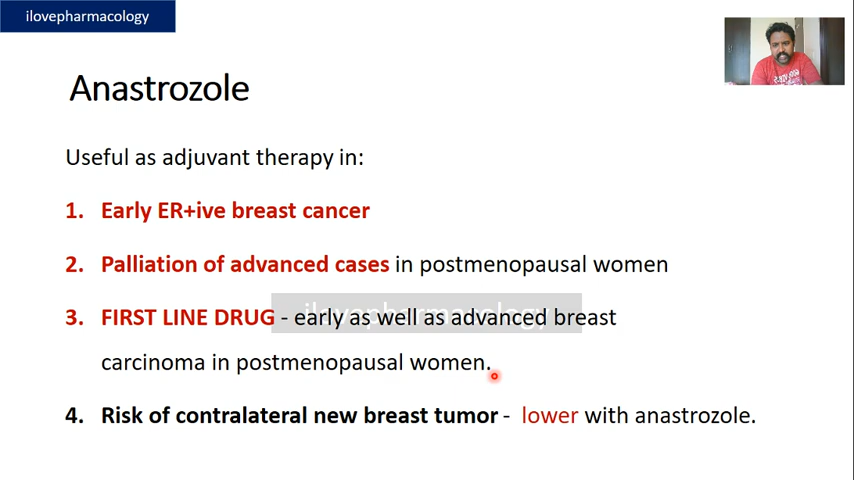 ilovepharmacology
Anastrozole
Useful as adjuvant therapy in:
1. Early ER+ive breast cancer
2. Palliation of advanced cases in postmenopausal women
3. FIRST LINE DRUG - early as well as advanced breast
carcinoma in postmenopausal women.
ilovepharmacology
4. Risk of contralateral new breast tumor - lower with anastrozole.